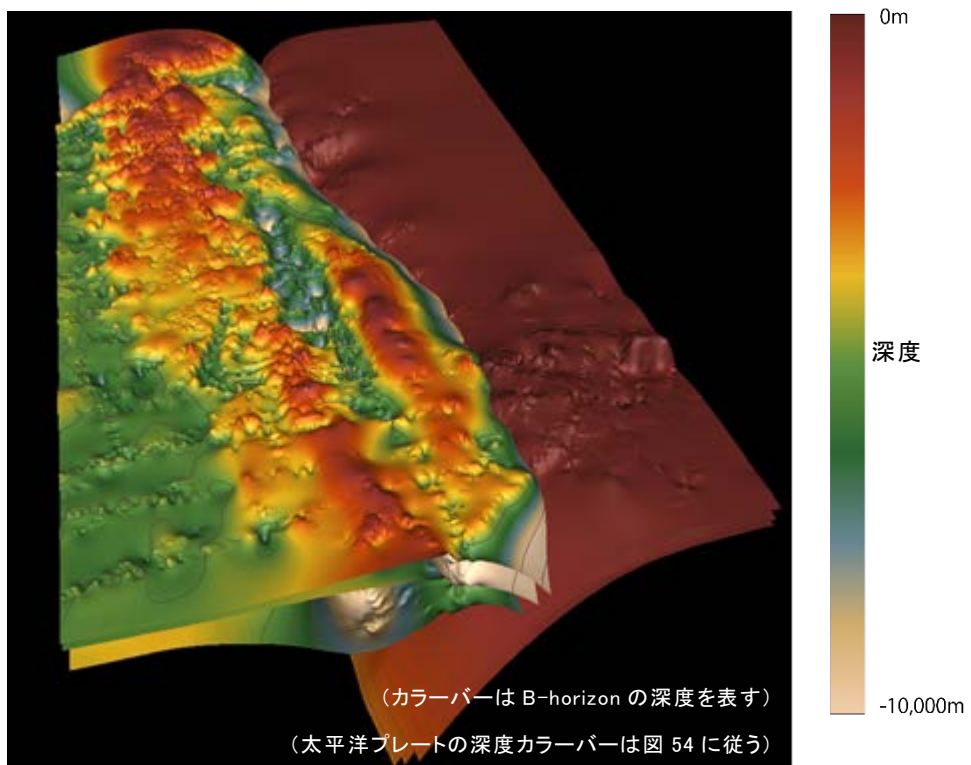 0m
深度
-10,000m
(カラーバーは B-horizon の深度を表す)
(太平洋プレートの深度カラーバーは図 54 に従う)